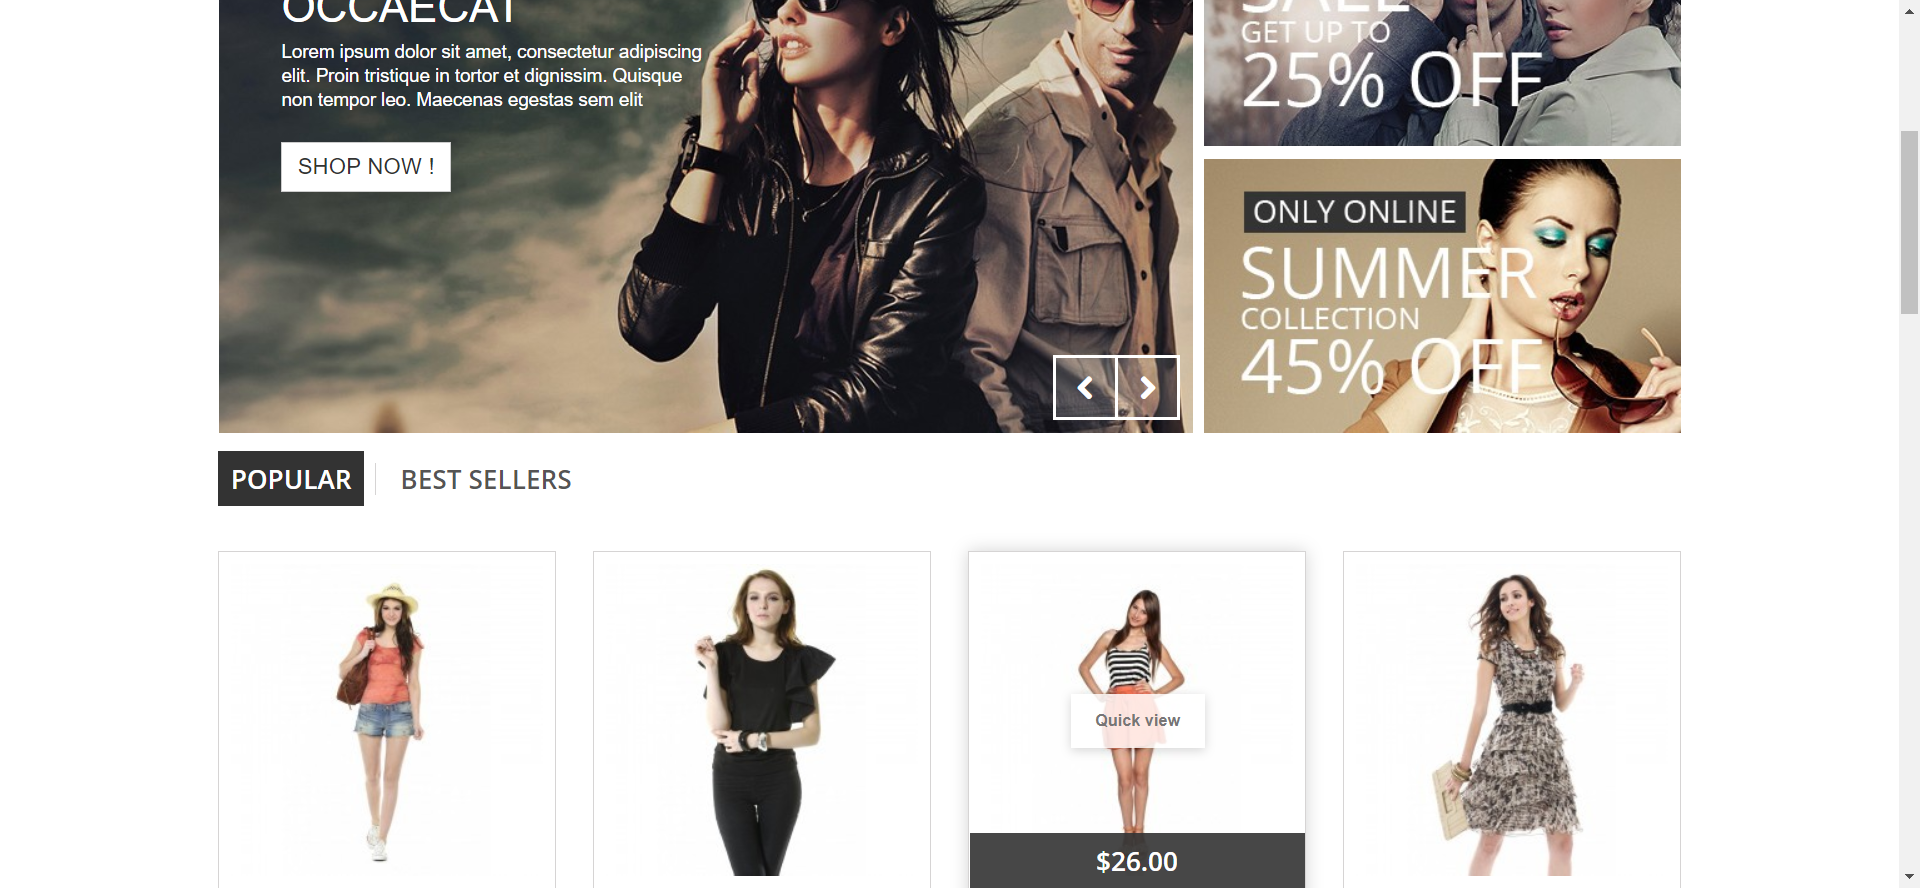 OCCAECAT
Lorem ipsum dolor sit amet, consectetur adipiscing
elit. Proin tristique in tortor et dignissim. Quisque
non tempor leo. Maecenas egestas sem elit
SHOP NOW !
SALE
GET UP TO
25% OFF
ONLY ONLINE
SUMMER
COLLECTION
45% OFF
POPULAR
BEST SELLERS
Quick view
$26.00